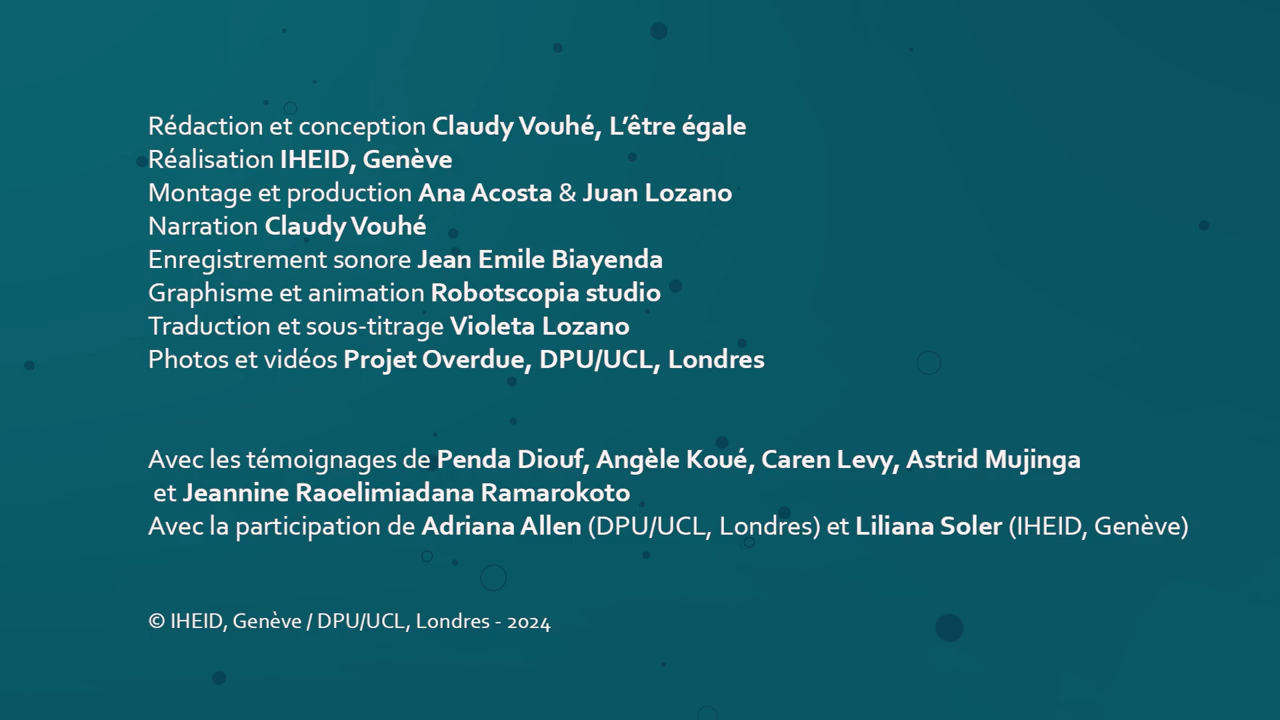 Rédaction et conception Claudy Vouhé, L’être égale
Réalisation IHEID, Genève
Montage et production Ana Acosta & Juan Lozano
Narration Claudy Vouhé
Enregistrement sonore Jean Emile Biayenda
Graphisme et animation Robotscopia studio
Traduction et sous-titrage Violeta Lozano
Photos et vidéos Projet Overdue, DPU/UCL, Londres
Avec les témoignages de Penda Diouf, Angèle Koué, Caren Levy, Astrid Mujinga
et Jeannine Raoelimiadana Ramarokoto
Avec la participation de Adriana Allen (DPU/UCL, Londres) et Liliana Soler (IHEID, Genève)
© IHEID, Genève / DPU/UCL, Londres - 2024